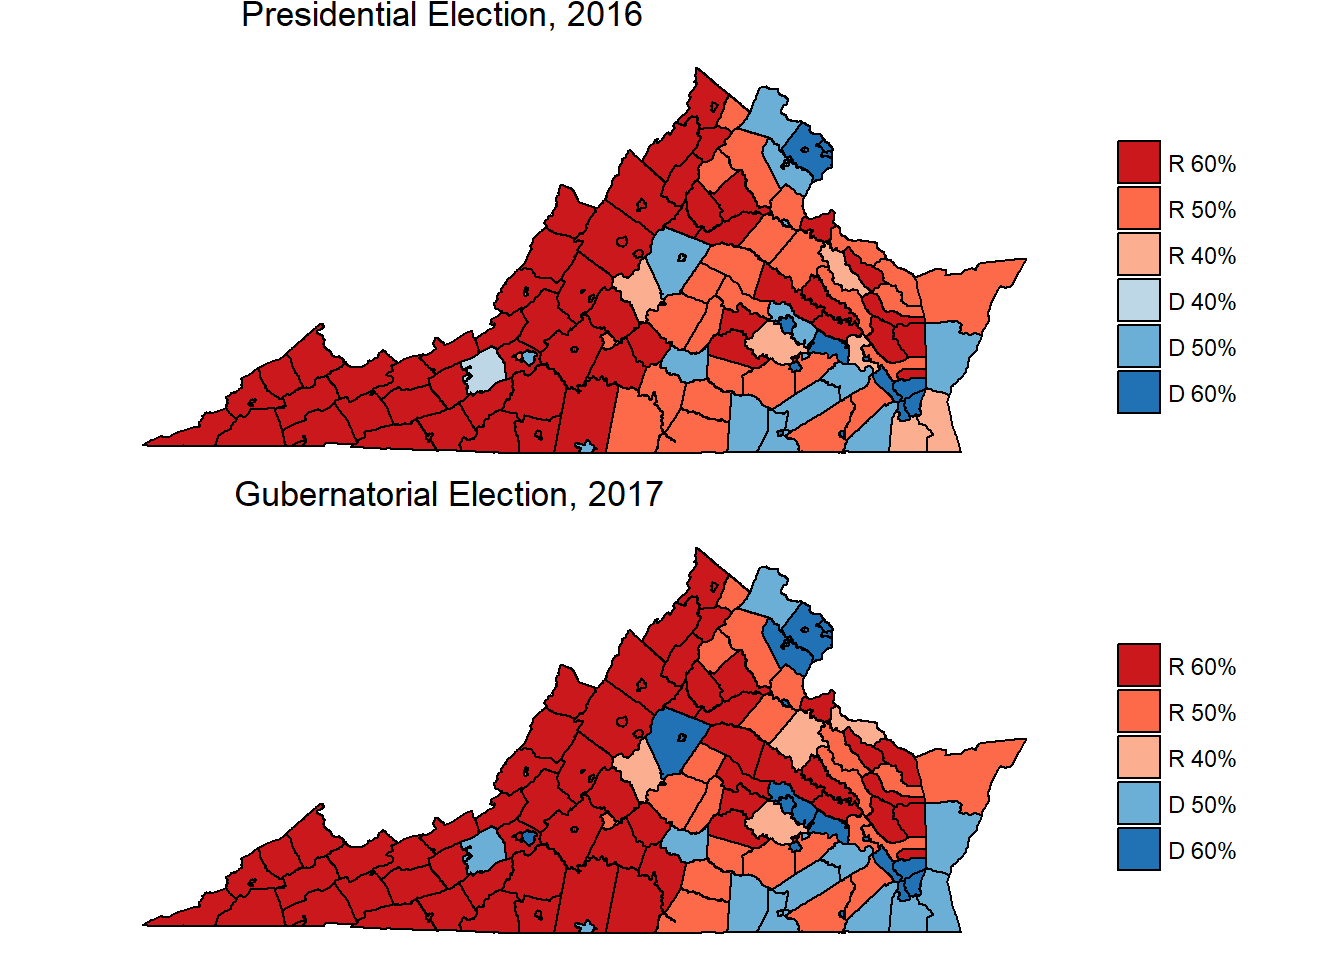 Presidential Election, 2016
R 60%
R 50%
R 40%
D 40%
D 50%
D 60%
Gubernatorial Election, 2017
R 60%
R 50%
R 40%
D 50%
D 60%